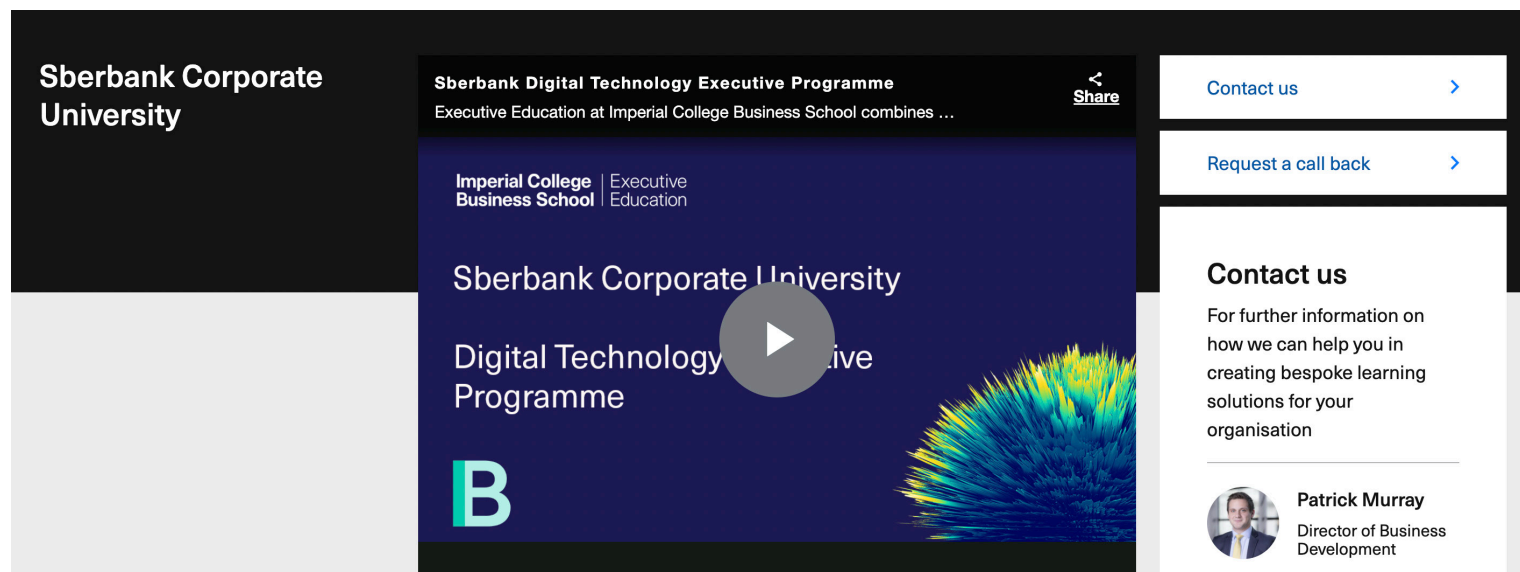 Sberbank Corporate
University
Sberbank Digital Technology Executive Programme
Executive Education at Imperial College Business School combines …
Share
Imperial College | Executive
Business School | Education
Sberbank Corporate University
Digital Technology ive
Programme
B
Contact us
Request a call back
Contact us
For further information on
how we can help you in
creating bespoke learning
solutions for your
organisation
Patrick Murray
Director of Business
Development